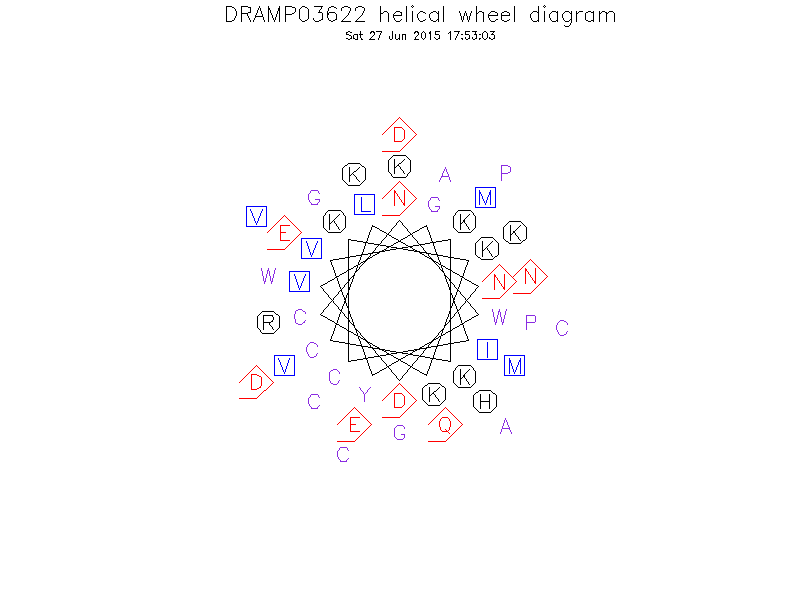 DRAMP03622 helical wheel diagram
Sat 27 Jun 2015 17:53:03
D
K K A P
G L N G M
V E K K K
V K
W V N N
R C W P C
C I
D V C M
C Y D K K H
E G Q A
C